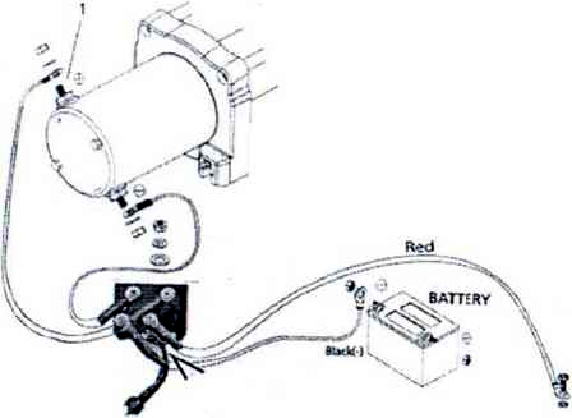 1
Red
BATTERY
Black(-)